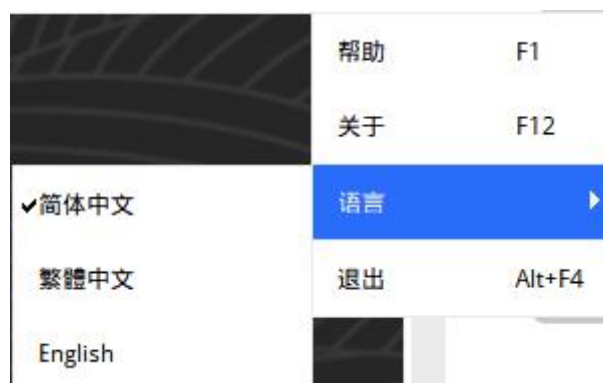 帮助 F1
关于 F12
语言
退出 Alt+F4
✓简体中文
繁體中文
English